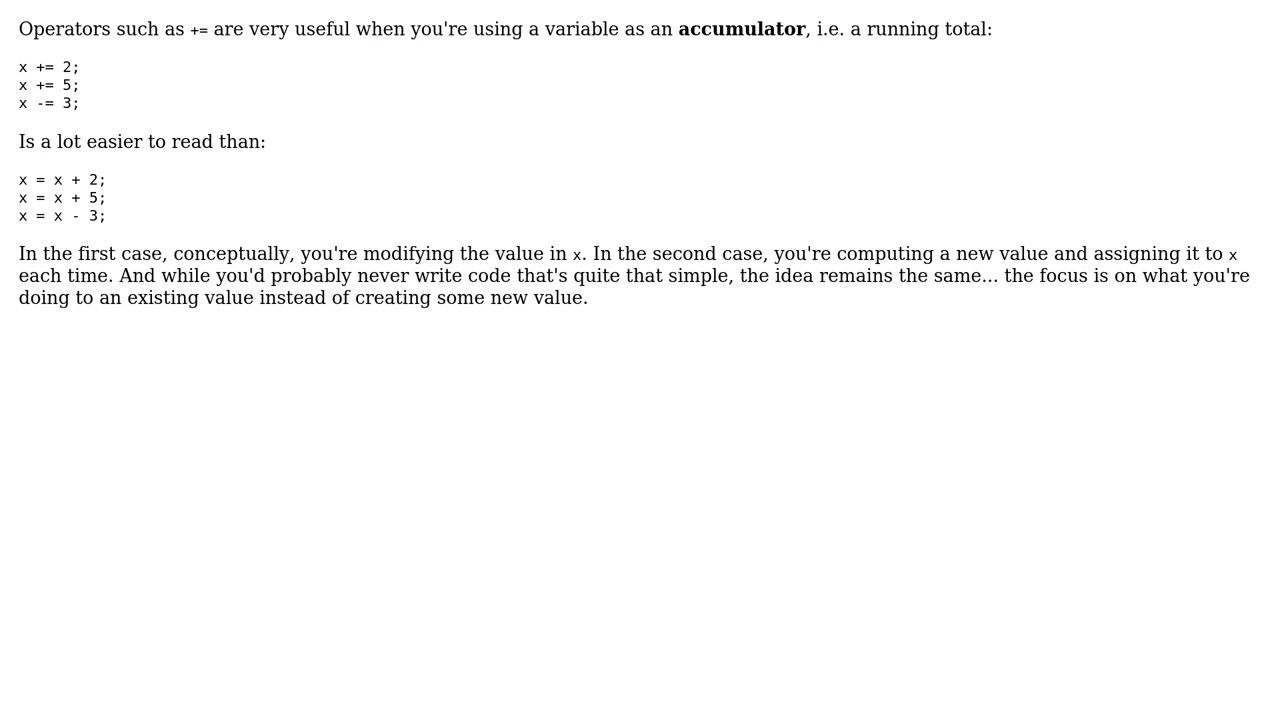 Operators such as += are very useful when you're using a variable as an accumulator, i.e. a running total:
x += 2;
x += 5;
x -= 3;
Is a lot easier to read than:
x = x + 2;
x = x + 5;
x = x - 3;
In the first case, conceptually, you're modifying the value in x. In the second case, you're computing a new value and assigning it to x
each time. And while you'd probably never write code that's quite that simple, the idea remains the same... the focus is on what you're
doing to an existing value instead of creating some new value.